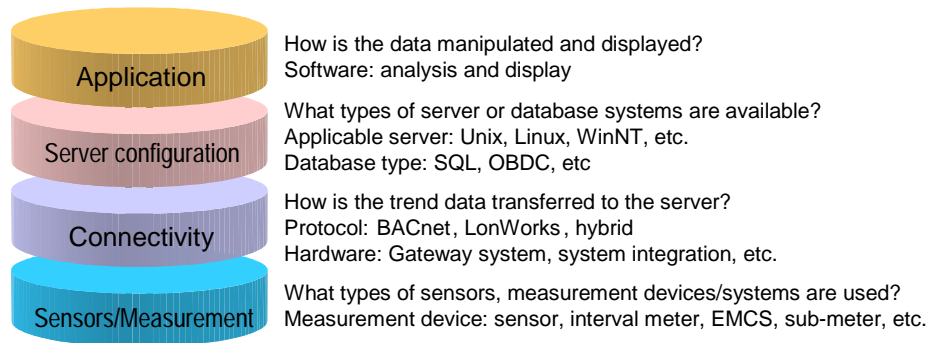 Application
How is the data manipulated and displayed?
Software: analysis and display
Server configuration
What types of server or database systems are available?
Applicable server: Unix, Linux, WinNT, etc.
Database type: SQL, OBDC, etc
Connectivity
How is the trend data transferred to the server?
Protocol: BACnet, LonWorks, hybrid
Hardware: Gateway system, system integration, etc.
Sensors/Measurement
What types of sensors, measurement devices/systems are used?
Measurement device: sensor, interval meter, EMCS, sub-meter, etc.